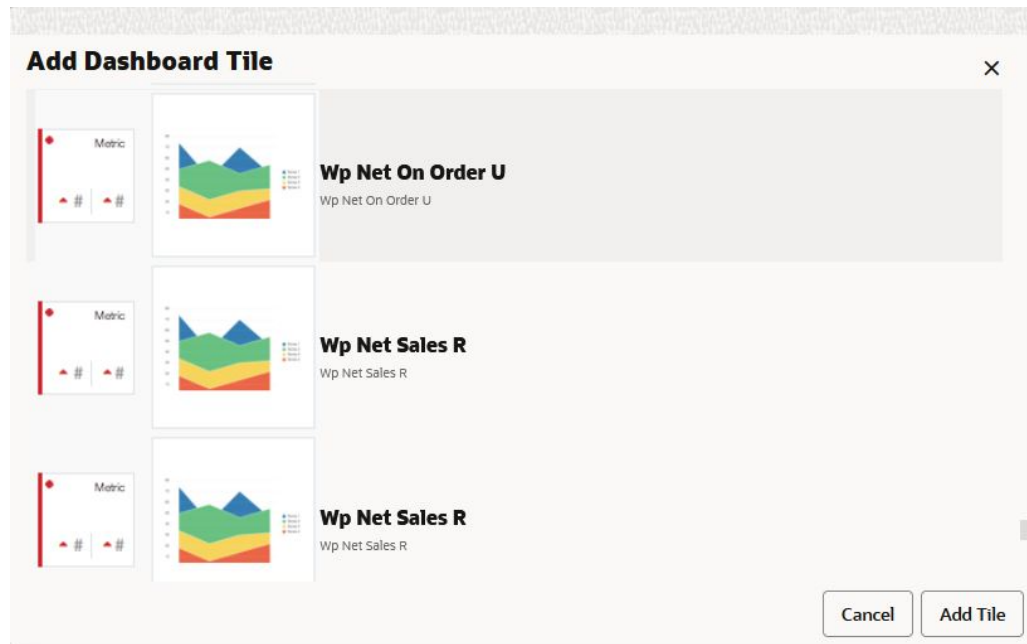 Add Dashboard Tile
×
Metric
# #
Wp Net On Order U
Wp Net On Order U
Metric
# #
Wp Net Sales R
Wp Net Sales R
Metric
# #
Wp Net Sales R
Wp Net Sales R
Cancel
Add Tile